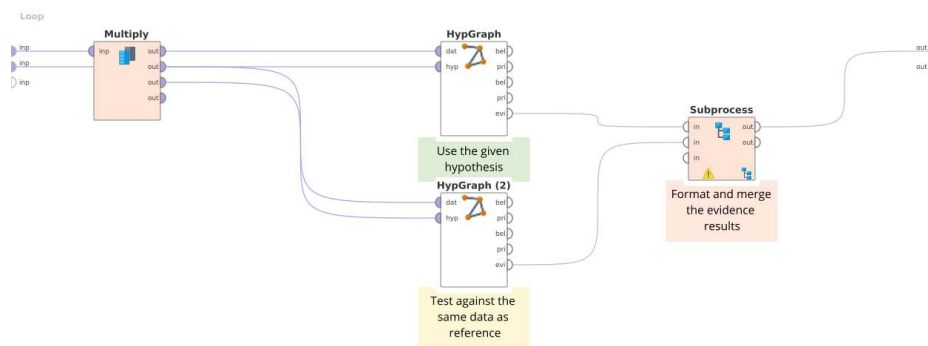 Loop
Multiply
HypGraph
inp
inp
inp
inp
out
out
out
out
dat
hyp
bel
pri
bel
pri
evi
out
out
Use the given
hypothesis
Subprocess
in
in
in
out
out
Format and merge
the evidence
results
HypGraph (2)
dat
hyp
bel
pri
bel
pri
evi
Test against the
same data as
reference